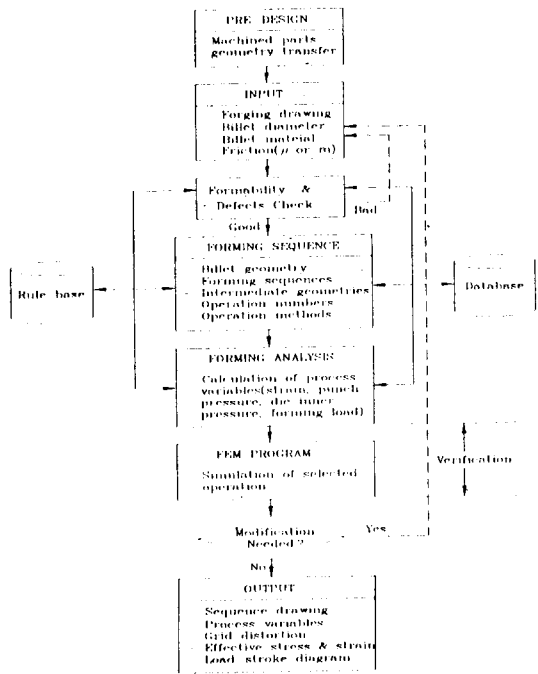 PRE DESIGN
Machined parts
geometry transfer
INPUT
Forging drawing
Billet diameter
Billet mateial
Friction(μ or m)
Formability &
Defects Check
Bad
Good
FORMING SEQUENCE
Billet geometry
Forming sequences
Intermediate geometries
Operation numbers
Operation methods
Rule base
Database
FORMING ANALYSIS
Calculation of process
variables(strain, punch
pressure, die inner
pressure, forming load)
FEM PROGRAM
Simulation of selected
operation
Verification
Modification
Needed?
Yes
No
OUTPUT
Sequence drawing
Process variables
Grid distortion
Effective stress & strain
Load stroke diagram